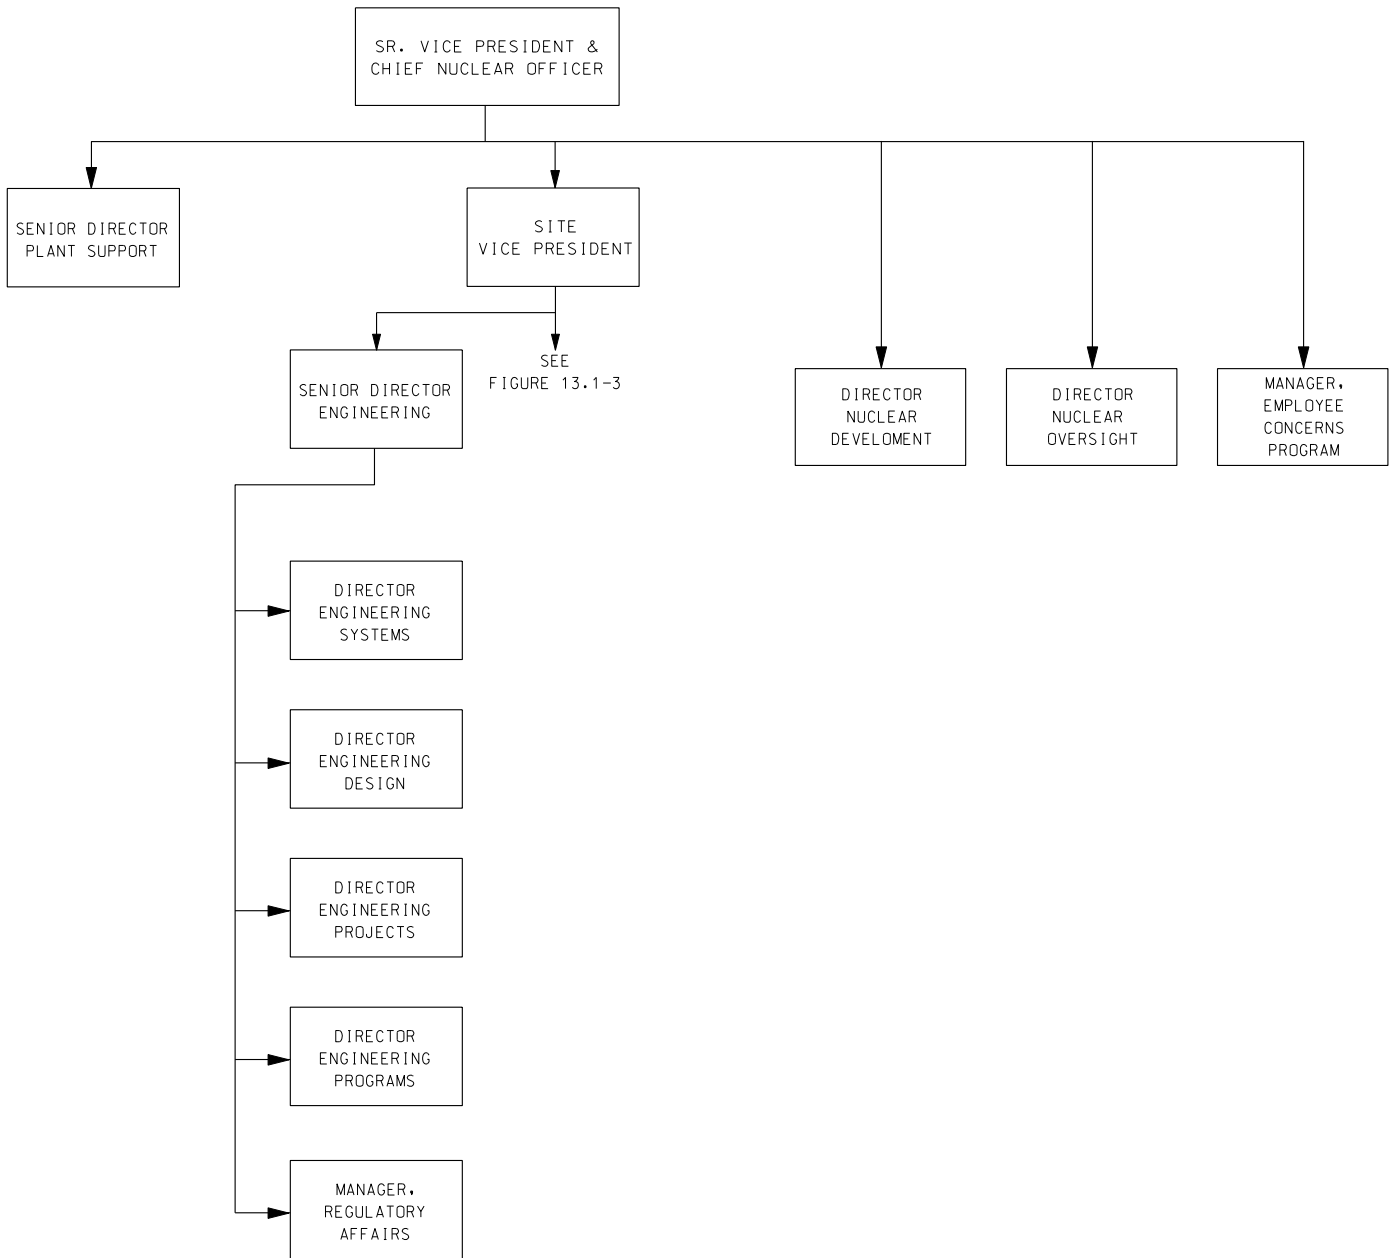 SR. VICE PRESIDENT &
CHIEF NUCLEAR OFFICER
SENIOR DIRECTOR
PLANT SUPPORT
SITE
VICE PRESIDENT
SENIOR DIRECTOR
ENGINEERING
SEE
FIGURE 13.1-3
DIRECTOR
NUCLEAR
DEVELOMENT
DIRECTOR
NUCLEAR
OVERSIGHT
MANAGER,
EMPLOYEE
CONCERNS
PROGRAM
DIRECTOR
ENGINEERING
SYSTEMS
DIRECTOR
ENGINEERING
DESIGN
DIRECTOR
ENGINEERING
PROJECTS
DIRECTOR
ENGINEERING
PROGRAMS
MANAGER,
REGULATORY
AFFAIRS